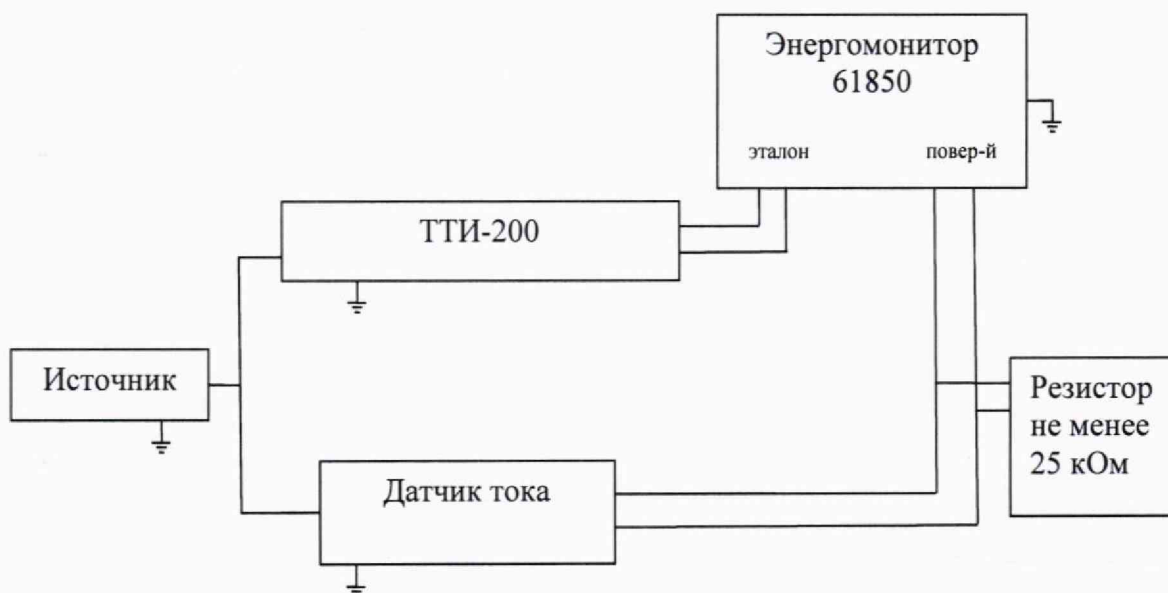 Энергомонитор
61850
эталон
повер-й
ТТИ-200
Источник
Резистор
не менее
25 кОм
Датчик тока